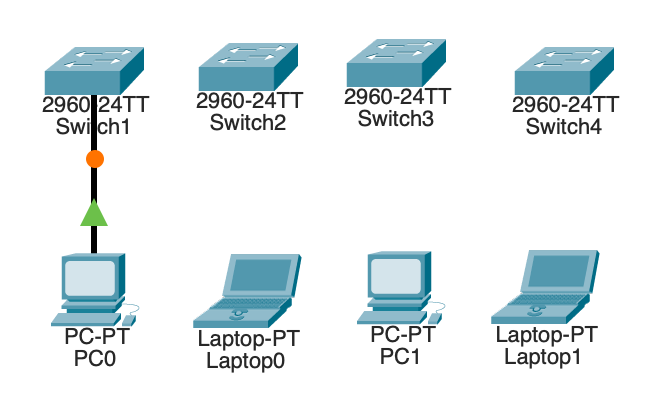 2960-24TT
Switch1
2960-24TT
Switch2
2960-24TT
Switch3
2960-24TT
Switch4
PC-PT
PC0
Laptop-PT
Laptop0
PC-PT
PC1
Laptop-PT
Laptop1